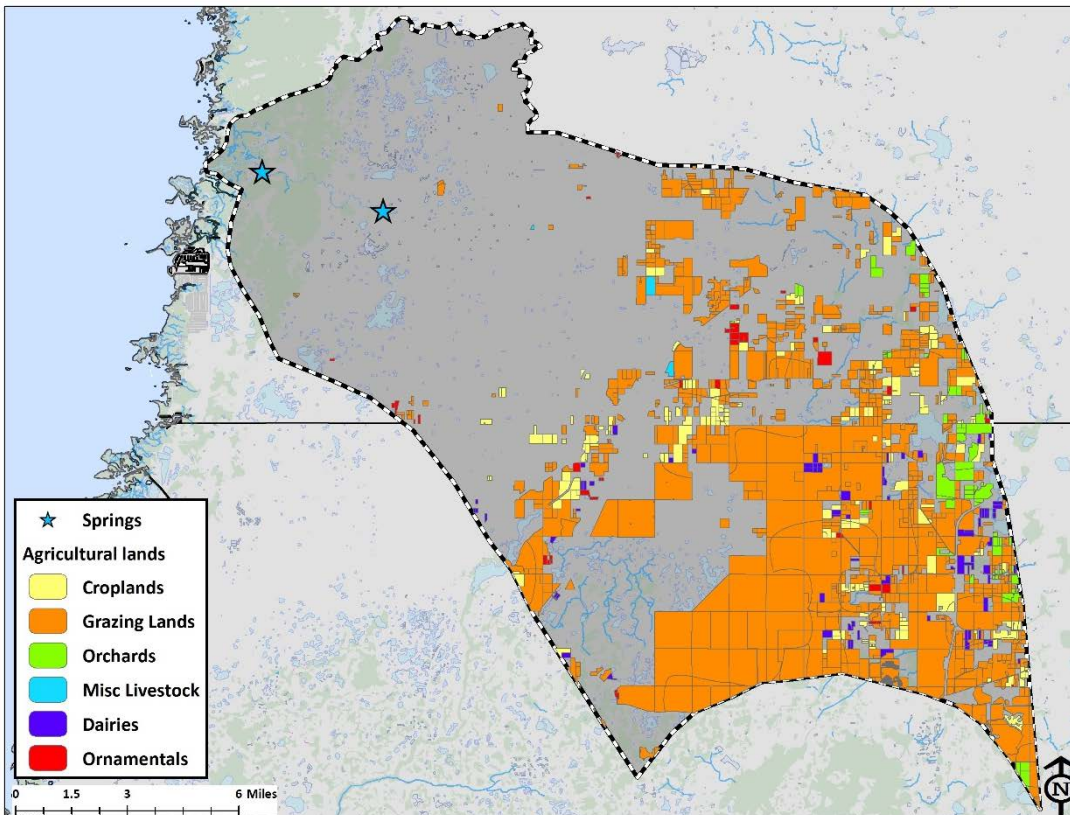 Springs
Agricultural lands
Croplands
Grazing Lands
Orchards
Misc Livestock
Dairies
Ornamentals
0 1.5 3 6 Miles
N